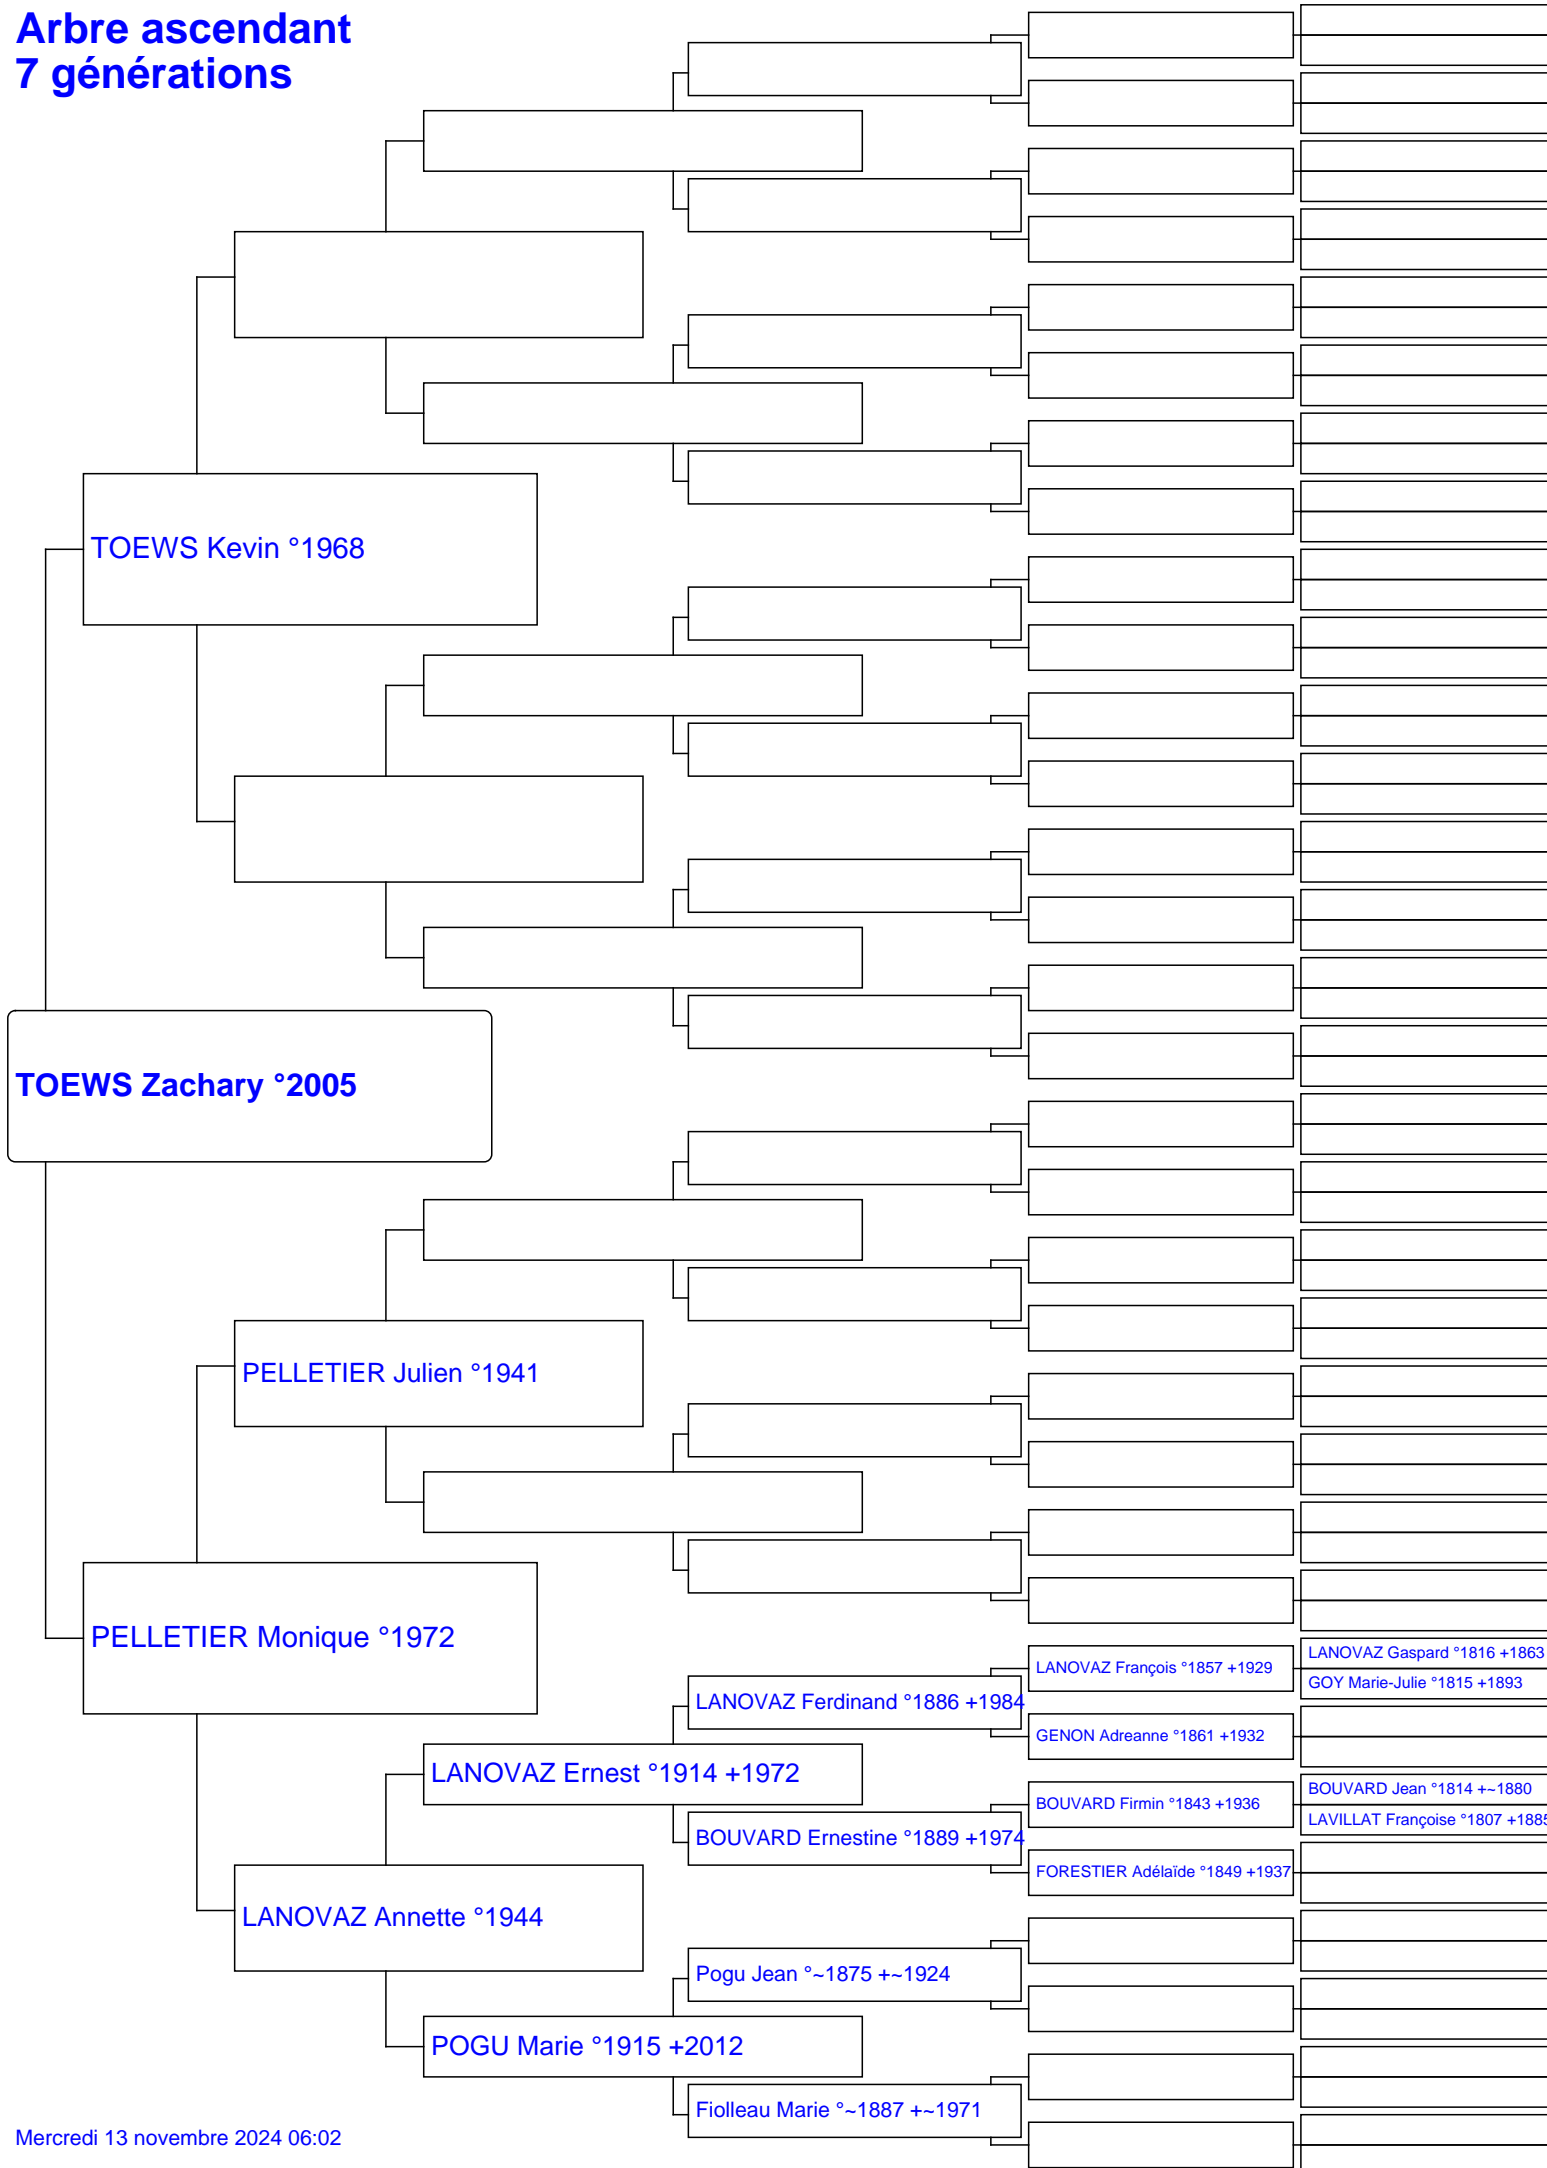 Arbre ascendant
7 générations
TOEWS Kevin °1968
TOEWS Zachary °2005
PELLETIER Julien °1941
PELLETIER Monique °1972
LANOVAZ Gaspard °1816 +1863
LANOVAZ François °1857 +1929
GOY Marie-Julie °1815 +1893
LANOVAZ Ferdinand °1886 +1984
GENON Adreanne °1861 +1932
LANOVAZ Ernest °1914 +1972
BOUVARD Jean °1814 +~1880
BOUVARD Firmin °1843 +1936
LAVILLAT Françoise °1807 +1885
BOUVARD Ernestine °1889 +1974
FORESTIER Adélaïde °1849 +1937
LANOVAZ Annette °1944
Pogu Jean °~1875 +~1924
POGU Marie °1915 +2012
Fiolleau Marie °~1887 +~1971
Mercredi 13 novembre 2024 06:02